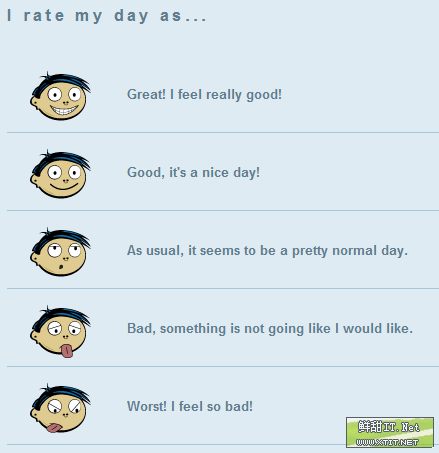 I rate my day as...
Great! I feel really good!
Good, it's a nice day!
As usual, it seems to be a pretty normal day.
Bad, something is not going like I would like.
Worst! I feel so bad!
鲜甜IT.Net
www.XTIT.NET